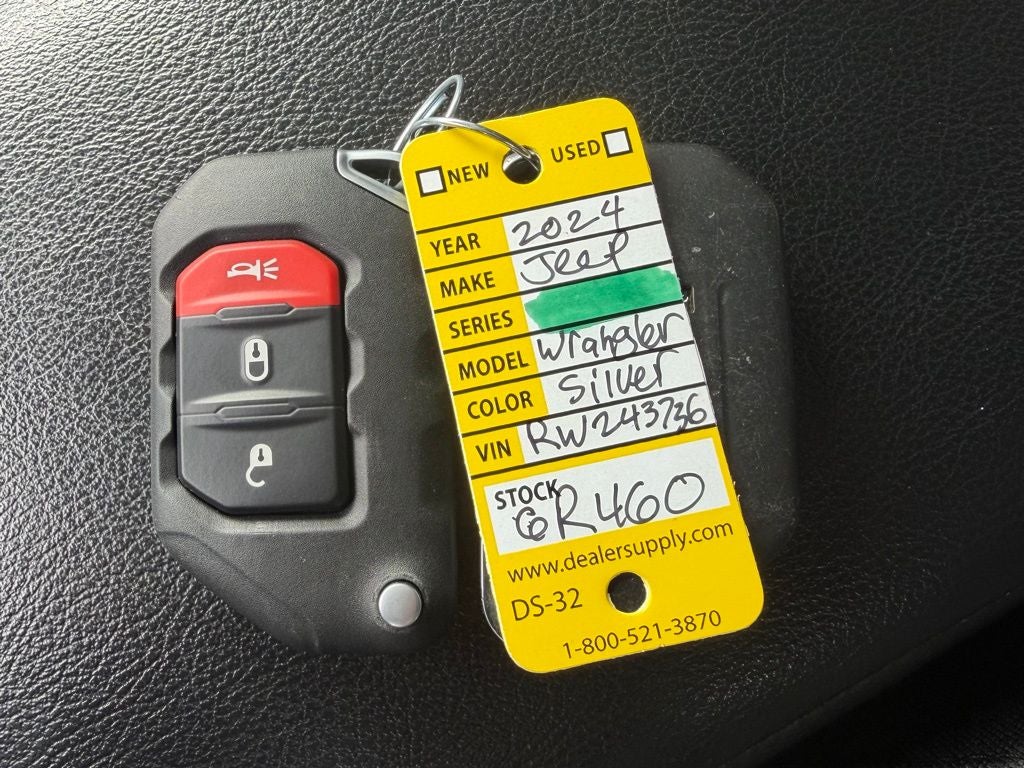 NEW USED
YEAR 2024
MAKE Jeep
SERIES
MODEL Wrangler
COLOR Silver
VIN RW243736
STOCK GR460
www.dealersupply.com
DS-32
1-800-521-3870